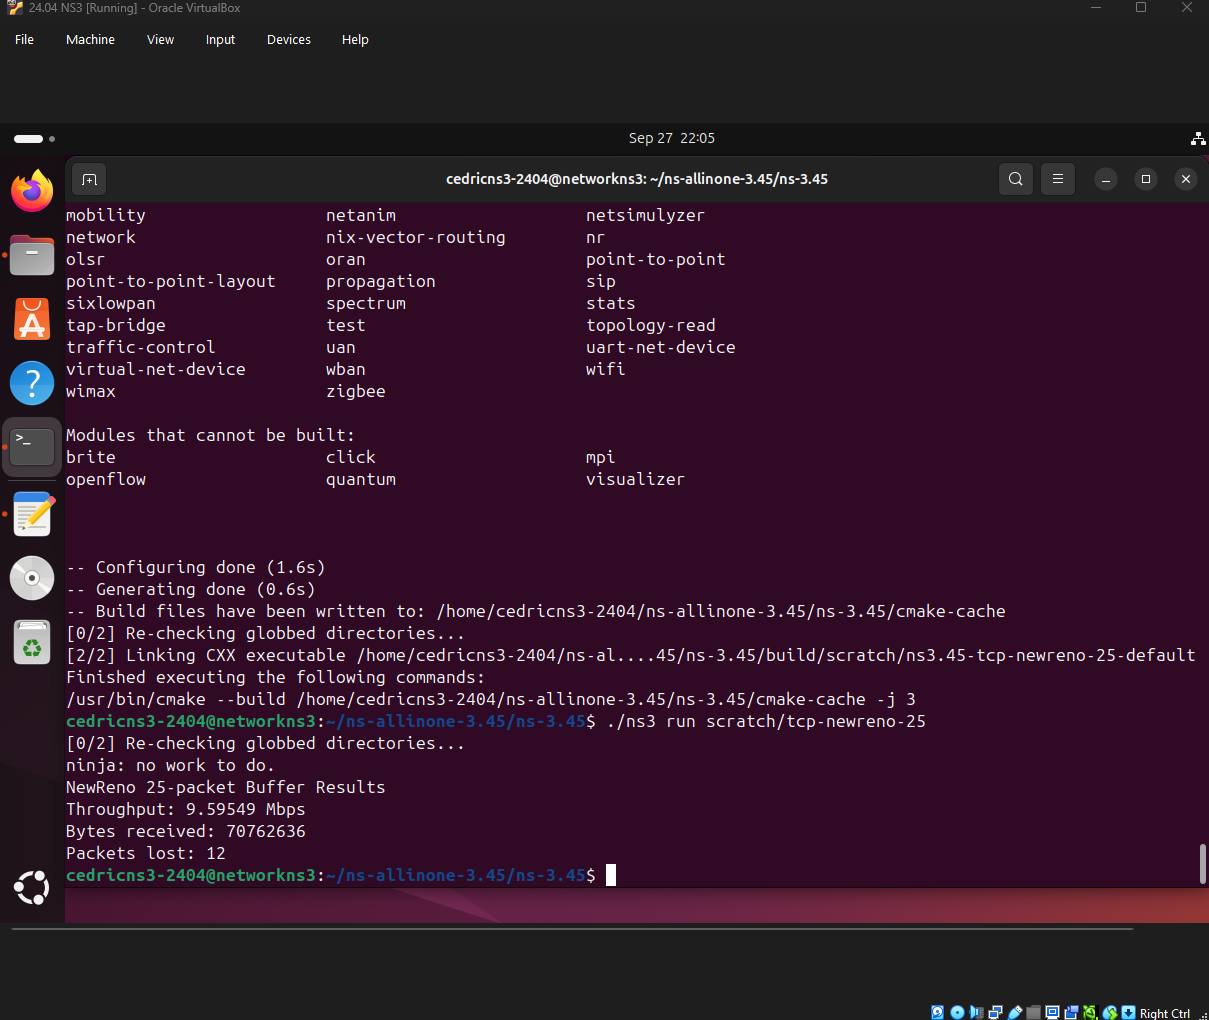 24.04 NS3 [Running] - Oracle VirtualBox
File Machine View Input Devices Help
Sep 27 22:05
cedricns3-2404@networkns3: ~/ns-allinone-3.45/ns-3.45
mobility netanim netsimulyzer
network nix-vector-routing nr
olsr oran point-to-point
point-to-point-layout propagation sip
sixlowpan spectrum stats
tap-bridge test topology-read
traffic-control uan uart-net-device
virtual-net-device wban wifi
wimax zigbee
Modules that cannot be built:
brite click mpi
openflow quantum visualizer
-- Configuring done (1.6s)
-- Generating done (0.6s)
-- Build files have been written to: /home/cedricns3-2404/ns-allinone-3.45/ns-3.45/cmake-cache
[0/2] Re-checking globbed directories...
[2/2] Linking CXX executable /home/cedricns3-2404/ns-al....45/ns-3.45/build/scratch/ns3.45-tcp-newreno-25-default
Finished executing the following commands:
/usr/bin/cmake --build /home/cedricns3-2404/ns-allinone-3.45/ns-3.45/cmake-cache -j 3
cedricns3-2404@networkns3:~/ns-allinone-3.45/ns-3.45$ ./ns3 run scratch/tcp-newreno-25
[0/2] Re-checking globbed directories...
ninja: no work to do.
NewReno 25-packet Buffer Results
Throughput: 9.59549 Mbps
Bytes received: 70762636
Packets lost: 12
cedricns3-2404@networkns3:~/ns-allinone-3.45/ns-3.45$
Right Ctrl